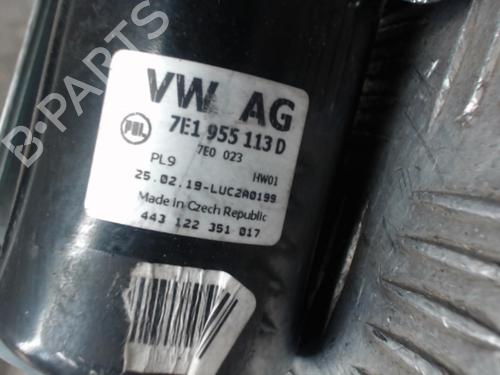 VW AG
PAL 7E1 955 113 D
7E0 023
PL9 HW01
25.02.19-LUC2A0199
Made in Czech Republic
443 122 351 017
B